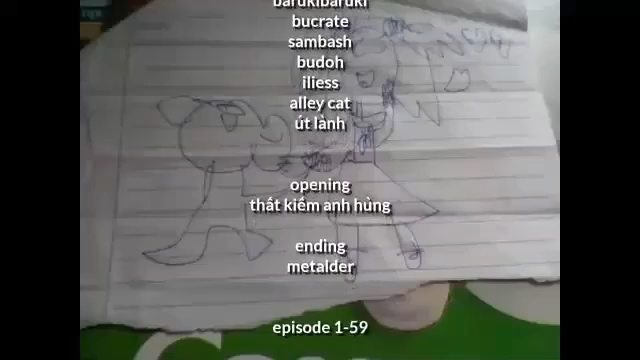 barukibaruki
bucrate
sambash
budoh
iliess
alley cat
út lành
opening
thất kiếm anh hùng
ending
metalder
episode 1-59